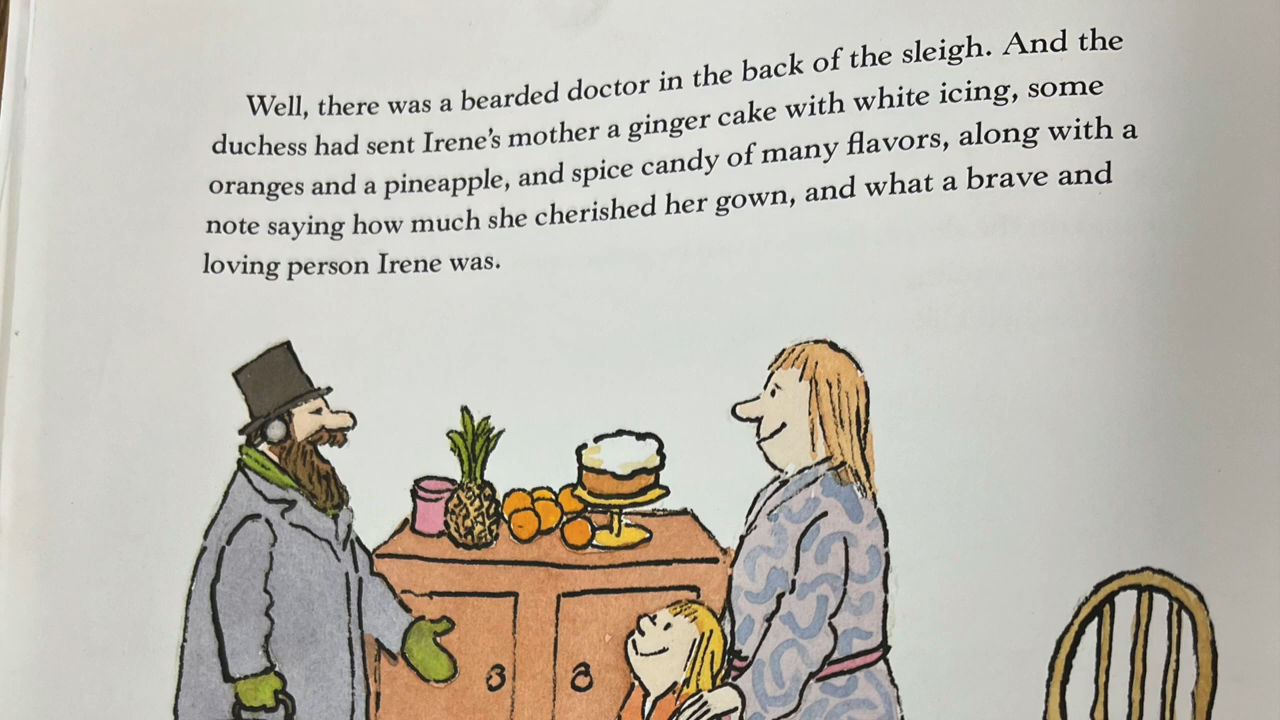 Well, there was a bearded doctor in the back of the sleigh. And the
duchess had sent Irene’s mother a ginger cake with white icing, some
oranges and a pineapple, and spice candy of many flavors, along with a
note saying how much she cherished her gown, and what a brave and
loving person Irene was.